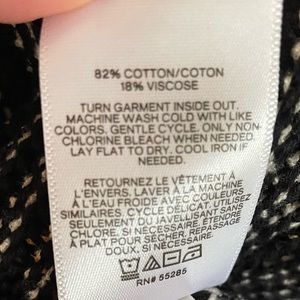 82% COTTON/COTON
18% VISCOSE
TURN GARMENT INSIDE OUT.
MACHINE WASH COLD WITH LIKE
COLORS. GENTLE CYCLE. ONLY NON-
CHLORINE BLEACH WHEN NEEDED.
LAY FLAT TO DRY. COOL IRON IF
NEEDED.
RETOURNEZ LE VÊTEMENT À
L'ENVERS. LAVER À LA MACHINE
À L'EAU FROIDE AVEC COULEURS
SIMILAIRES. CYCLE DÉLICAT. UTILISEZ
SEULEMENT DU JAVELLISANT SANS
CHLORE SI NÉCESSAIRE. ÉTENDRE
À PLAT POUR SÉCHER. REPASSAGE
DOUX. SI NÉCESSAIRE.
RN# 55285